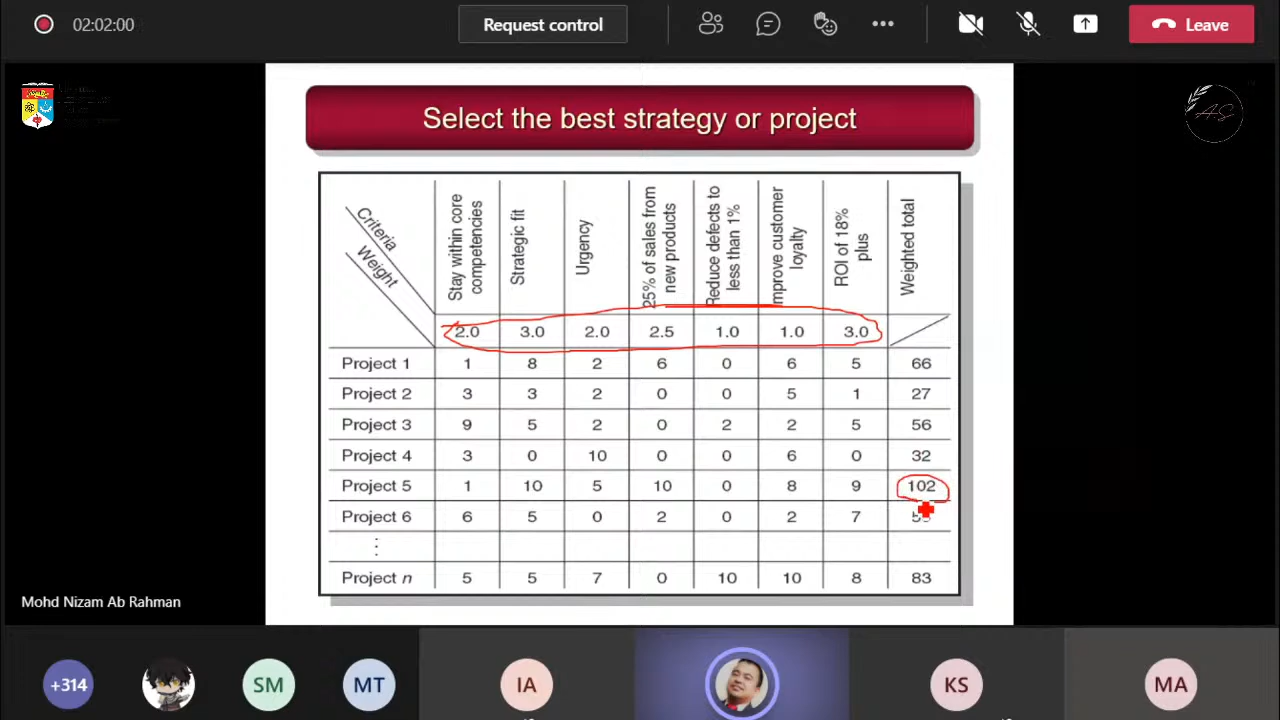 02:02:00
Request control
Leave
AS
Select the best strategy or project
Criteria
Weight
Stay within core competencies
Strategic fit
Urgency
25% of sales from new products
Reduce defects to less than 1%
mprove customer loyalty
ROI of 18% plus
Weighted total
2.0 3.0 2.0 2.5 1.0 1.0 3.0
Project 1 1 8 2 6 0 6 5 66
Project 2 3 3 2 0 0 5 1 27
Project 3 9 5 2 0 2 2 5 56
Project 4 3 0 10 0 0 6 0 32
Project 5 1 10 5 10 0 8 9 102
Project 6 6 5 0 2 0 2 7
⋮
Project n 5 5 7 0 10 10 8 83
Mohd Nizam Ab Rahman
+314 SM MT IA KS MA